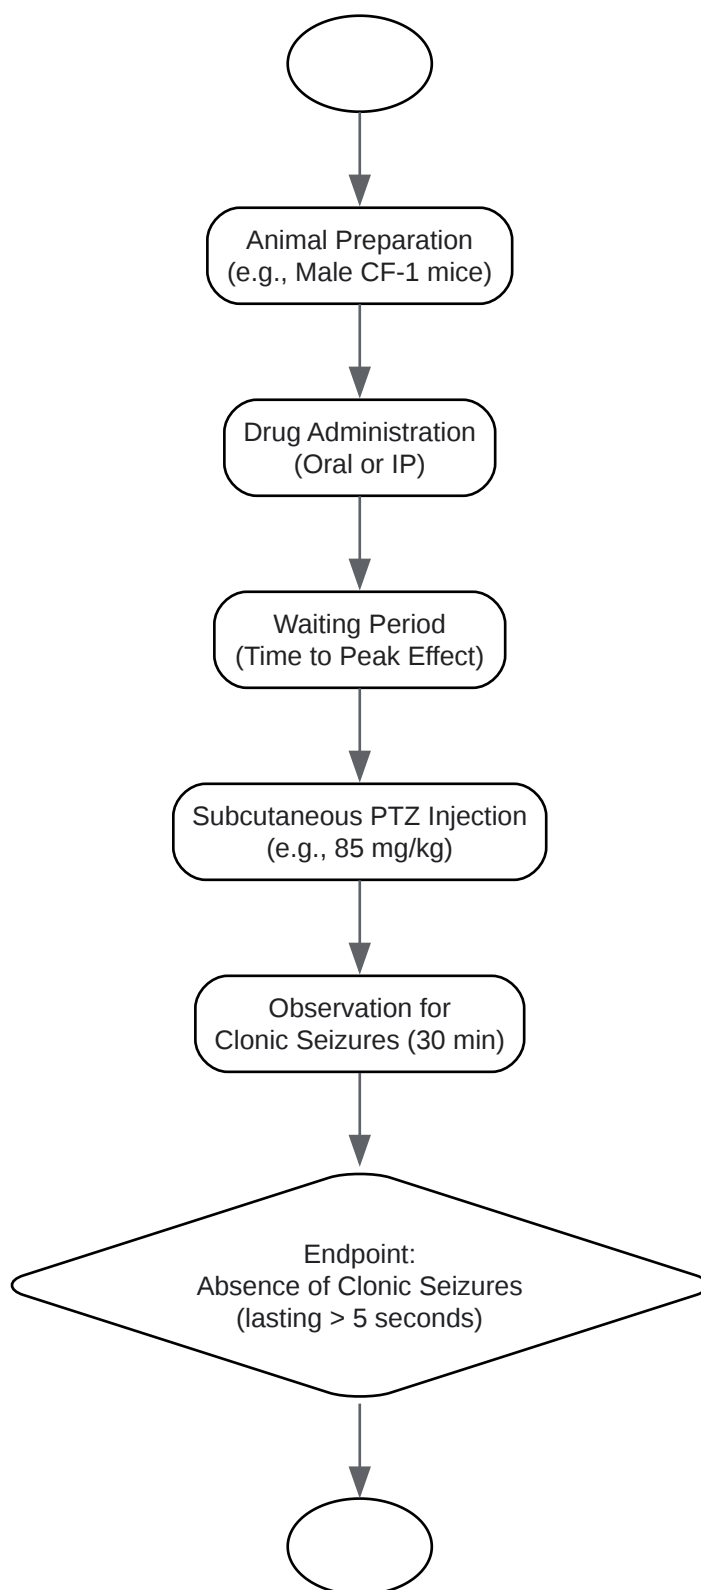 Animal Preparation
(e.g., Male CF-1 mice)
Drug Administration
(Oral or IP)
Waiting Period
(Time to Peak Effect)
Subcutaneous PTZ Injection
(e.g., 85 mg/kg)
Observation for
Clonic Seizures (30 min)
Endpoint:
Absence of Clonic Seizures
(lasting > 5 seconds)